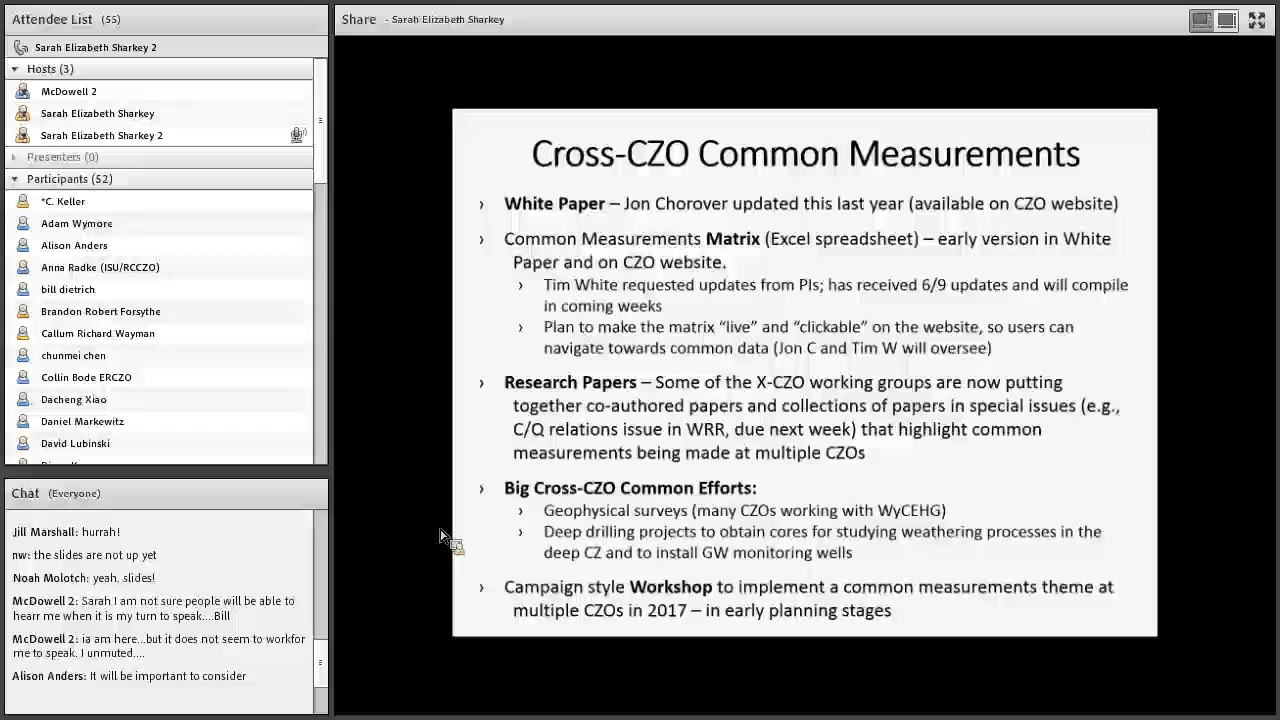 Attendee List (55)
Sarah Elizabeth Sharkey 2
Hosts (3)
McDowell 2
Sarah Elizabeth Sharkey
Sarah Elizabeth Sharkey 2
Presenters (0)
Participants (52)
*C. Keller
Adam Wymore
Alison Anders
Anna Radke (ISU/RCCZO)
bill dietrich
Brandon Robert Forsythe
Callum Richard Wayman
chunmei chen
Collin Bode ERCZO
Dacheng Xiao
Daniel Markewitz
David Lubinski
Chat (Everyone)
Jill Marshall: hurrah!
nw: the slides are not up yet
Noah Molotch: yeah, slides!
McDowell 2: Sarah I am not sure people will be able to
hearr me when it is my turn to speak....Bill
McDowell 2: ia am here...but it does not seem to workfor
me to speak. I unmuted....
Alison Anders: It will be important to consider
Share - Sarah Elizabeth Sharkey
Cross-CZO Common Measurements
› White Paper – Jon Chorover updated this last year (available on CZO website)
› Common Measurements Matrix (Excel spreadsheet) – early version in White
Paper and on CZO website.
› Tim White requested updates from PIs; has received 6/9 updates and will compile
in coming weeks
› Plan to make the matrix “live” and “clickable” on the website, so users can
navigate towards common data (Jon C and Tim W will oversee)
› Research Papers – Some of the X-CZO working groups are now putting
together co-authored papers and collections of papers in special issues (e.g.,
C/Q relations issue in WRR, due next week) that highlight common
measurements being made at multiple CZOs
› Big Cross-CZO Common Efforts:
› Geophysical surveys (many CZOs working with WyCEHG)
› Deep drilling projects to obtain cores for studying weathering processes in the
deep CZ and to install GW monitoring wells
› Campaign style Workshop to implement a common measurements theme at
multiple CZOs in 2017 – in early planning stages